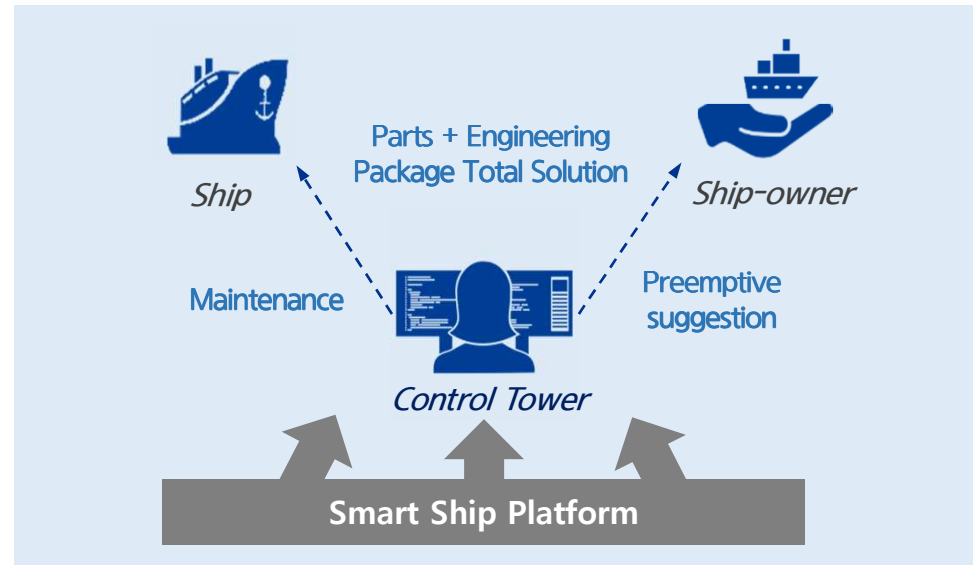 Parts + Engineering
Package Total Solution
Ship
Ship-owner
Maintenance
Preemptive
suggestion
Control Tower
Smart Ship Platform